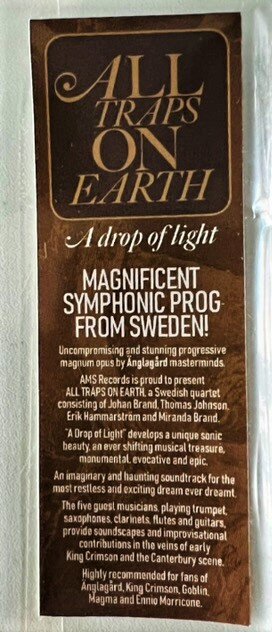 ALL
TRAPS
ON
EARTH
A drop of light
MAGNIFICENT
SYMPHONIC PROG
FROM SWEDEN!
Uncompromising and stunning progressive
magnum opus by Änglagård masterminds.
AMS Records is proud to present
ALL TRAPS ON EARTH, a Swedish quartet
consisting of Johan Brand, Thomas Johnson,
Erik Hammarström and Miranda Brand.
"A Drop of Light" develops a unique sonic
beauty, an ever shifting musical treasure,
monumental, evocative and epic.
An imaginary and haunting soundtrack for the
most restless and exciting dream ever dreamt.
The five guest musicians, playing trumpet,
saxophones, clarinets, flutes and guitars,
provide soundscapes and improvisational
contributions in the veins of early
King Crimson and the Canterbury scene.
Highly recommended for fans of
Änglagård, King Crimson, Goblin,
Magma and Ennio Morricone.